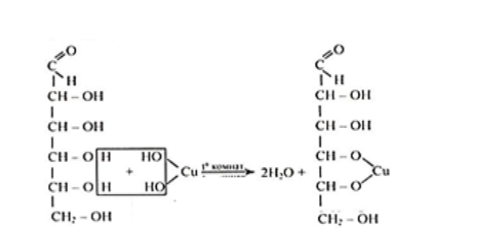 C=O C=O
H H
CH – OH CH – OH
CH – OH CH – OH
CH – O H HO CH – O
+ Cu t° комнат 2H₂O + Cu
CH – O H HO CH – O
CH₂ – OH CH₂ – OH